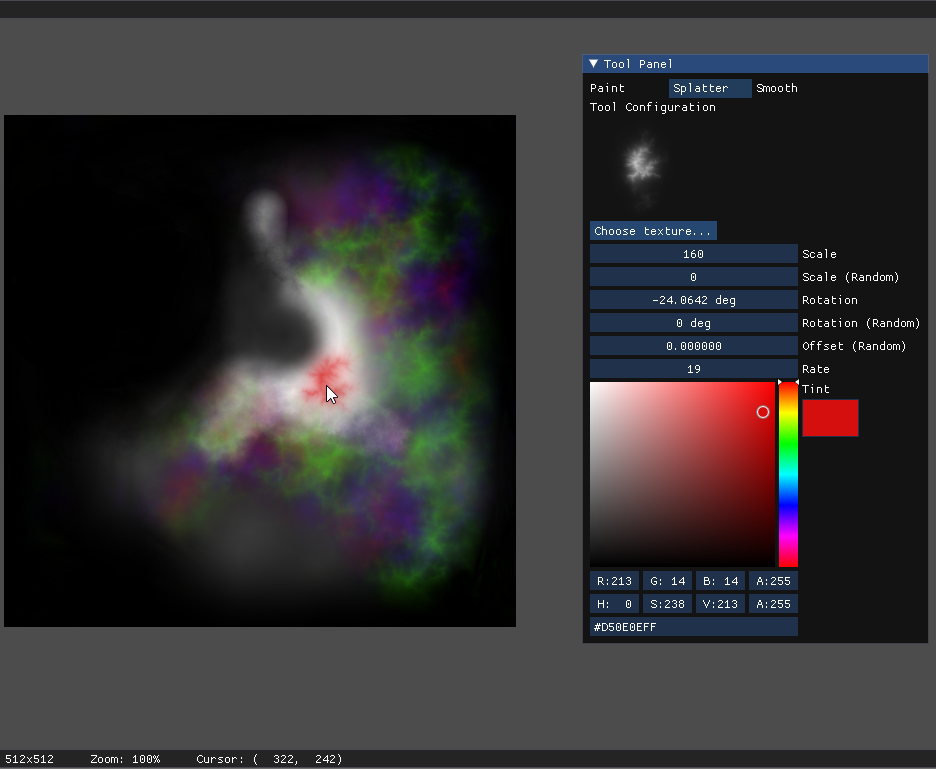 Tool Panel
Paint Splatter Smooth
Tool Configuration
Choose texture...
160 Scale
0 Scale (Random)
-24.0642 deg Rotation
0 deg Rotation (Random)
0.000000 Offset (Random)
19 Rate
Tint
R:213 G: 14 B: 14 A:255
H: 0 S:238 V:213 A:255
#D50E0EFF
512x512 Zoom: 100% Cursor: ( 322, 242)